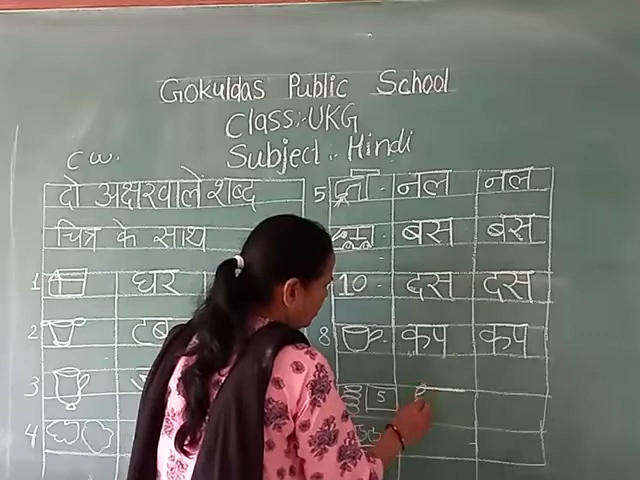 Gokuldas Public School
Class:-UKG
Subject:- Hindi
C.W.
दो अक्षरवाले शब्द
चित्र के साथ
1 घर
2 टब
3
4
5 नल नल
बस बस
10 दस दस
8 कप कप
5